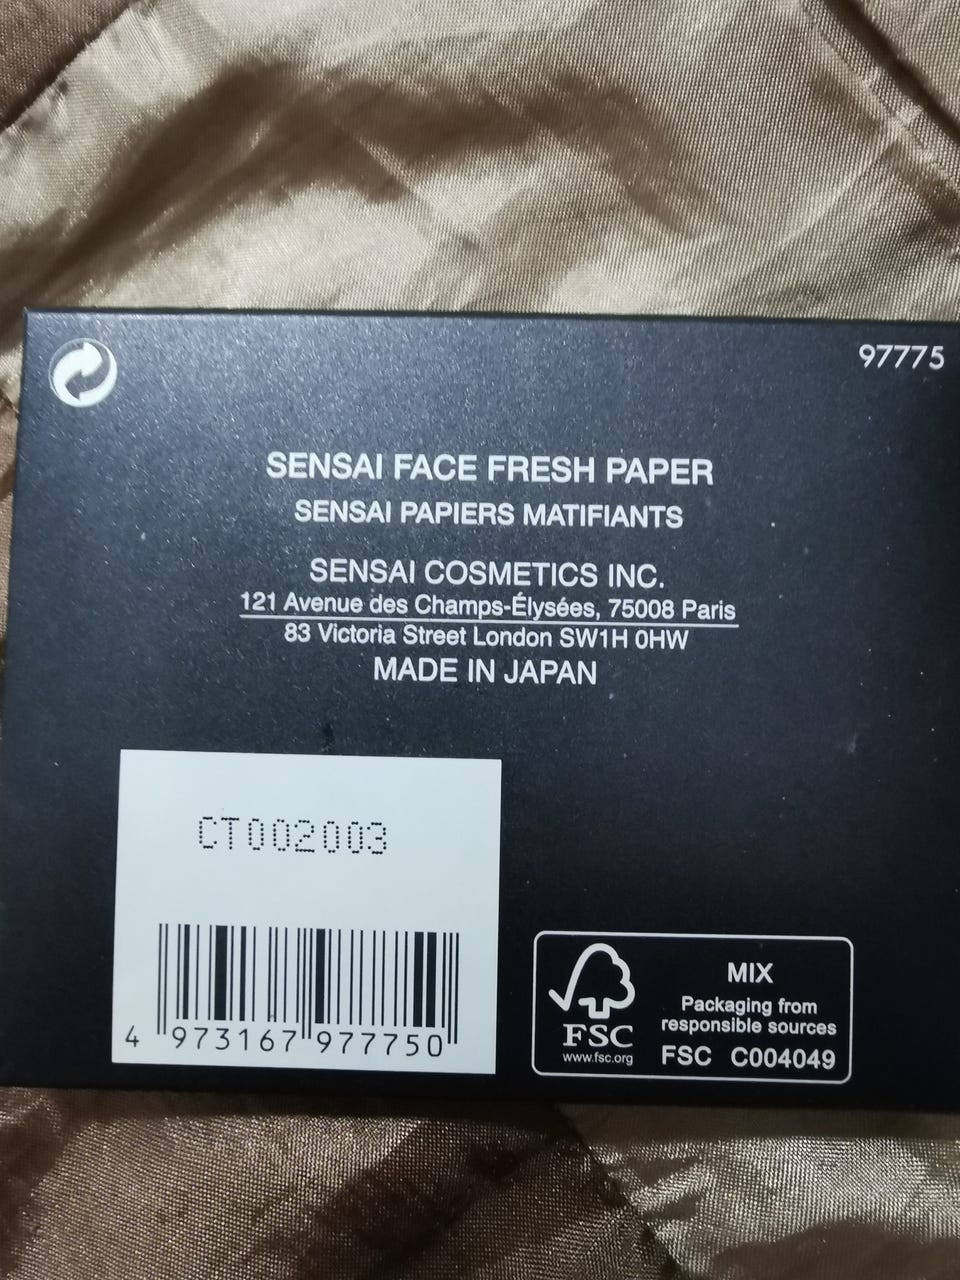 97775
SENSAI FACE FRESH PAPER
SENSAI PAPIERS MATIFIANTS
SENSAI COSMETICS INC.
121 Avenue des Champs-Élysées, 75008 Paris
83 Victoria Street London SW1H 0HW
MADE IN JAPAN
CT002003
4 973167 977750
FSC
www.fsc.org
MIX
Packaging from
responsible sources
FSC C004049